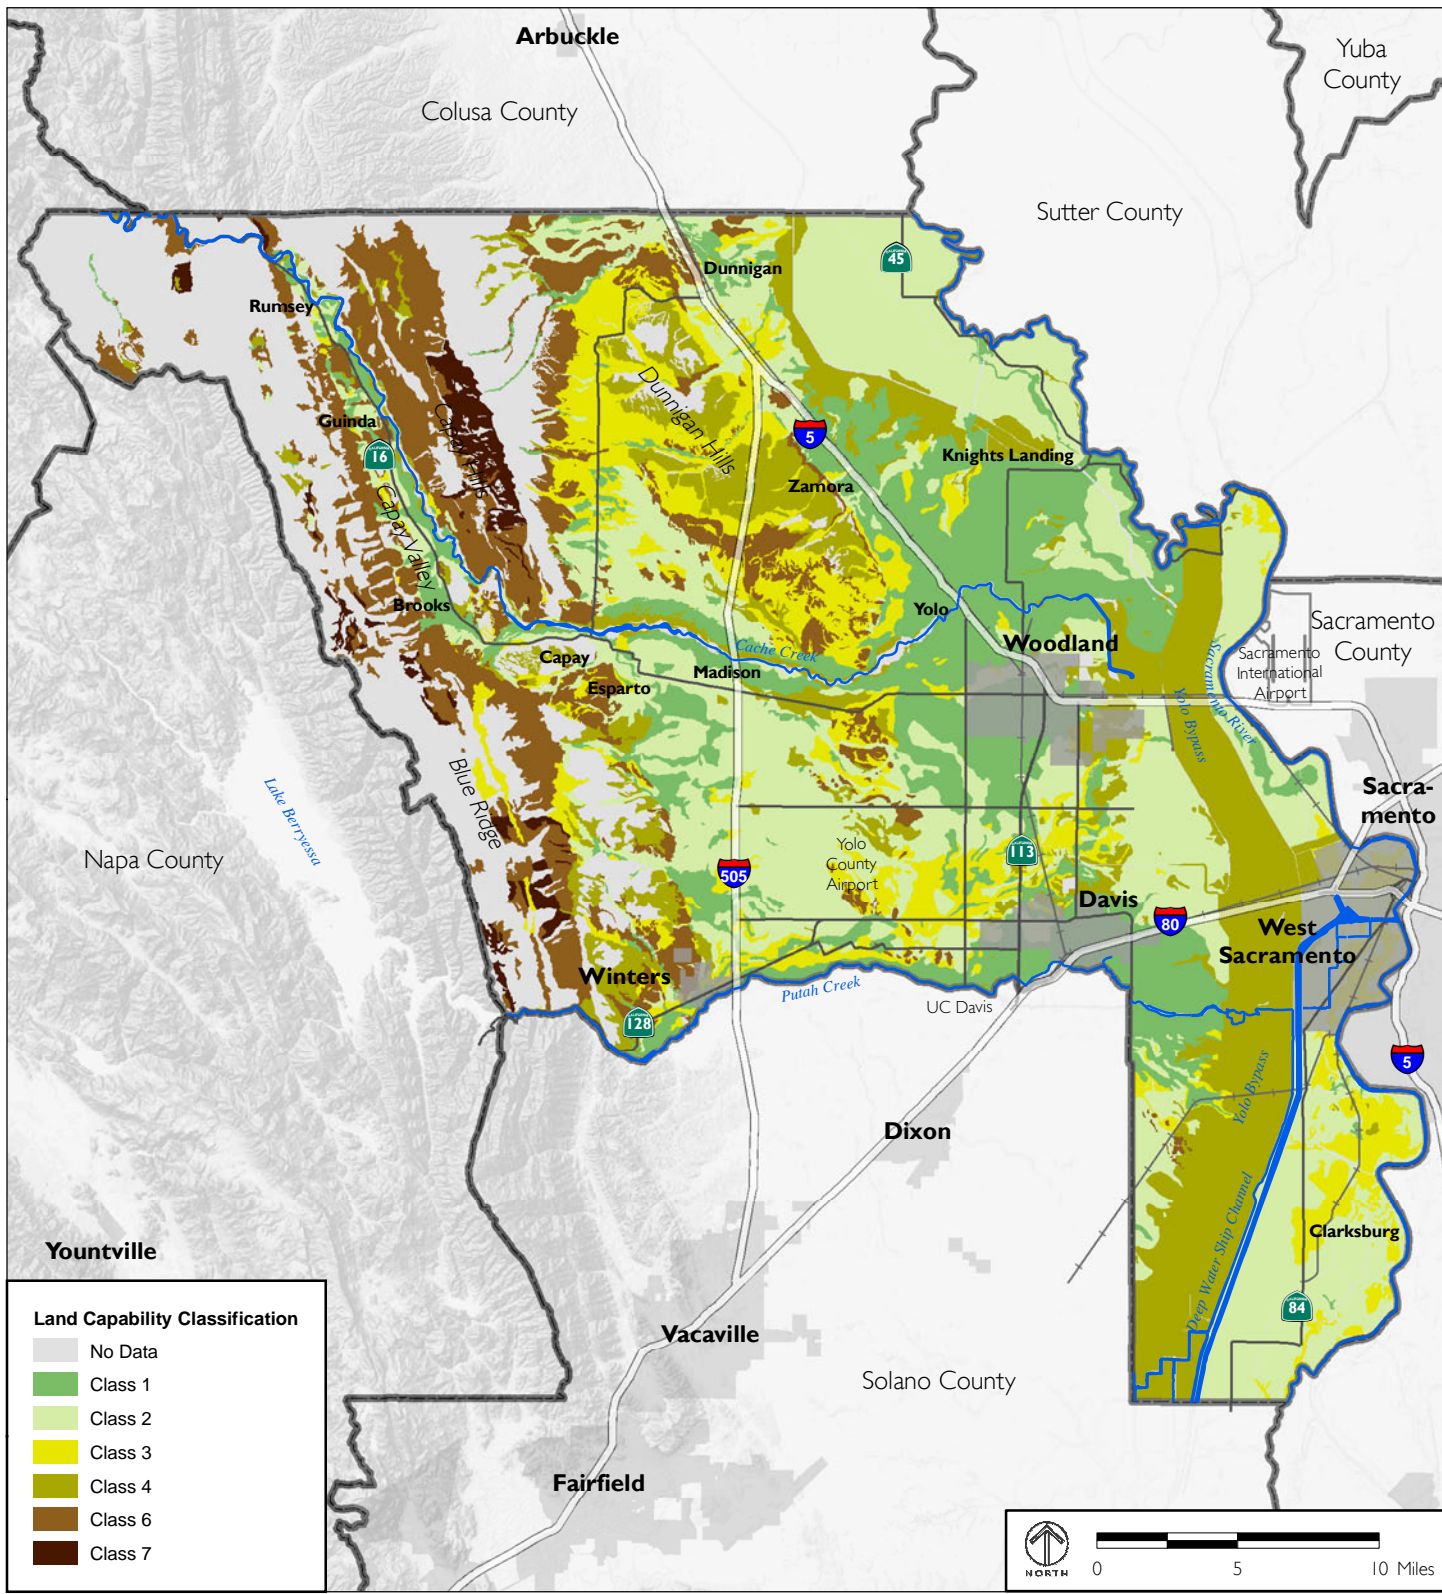 Arbuckle
Yuba
County
Colusa County
Sutter County
CALIFORNIA
45
Dunnigan
Rumsey
Dunnigan Hills
Guinda
Capay Hills
CALIFORNIA
16
5
Knights Landing
Zamora
Capay Valley
Brooks
Yolo
Woodland
Sacramento
County
Cache Creek
Capay
Madison
Esparto
Sacramento
International
Airport
Sacramento River
Yolo Bypass
Blue Ridge
Lake Berryessa
Sacra-
mento
Napa County
Yolo
County
Airport
CALIFORNIA
113
505
Davis
80
West
Sacramento
Winters
Putah Creek
UC Davis
CALIFORNIA
128
5
Yolo Bypass
Dixon
Deep Water Ship Channel
Clarksburg
Yountville
CALIFORNIA
84
Vacaville
Solano County
Fairfield
Land Capability Classification
No Data
Class 1
Class 2
Class 3
Class 4
Class 6
Class 7
NORTH
0 5 10 Miles